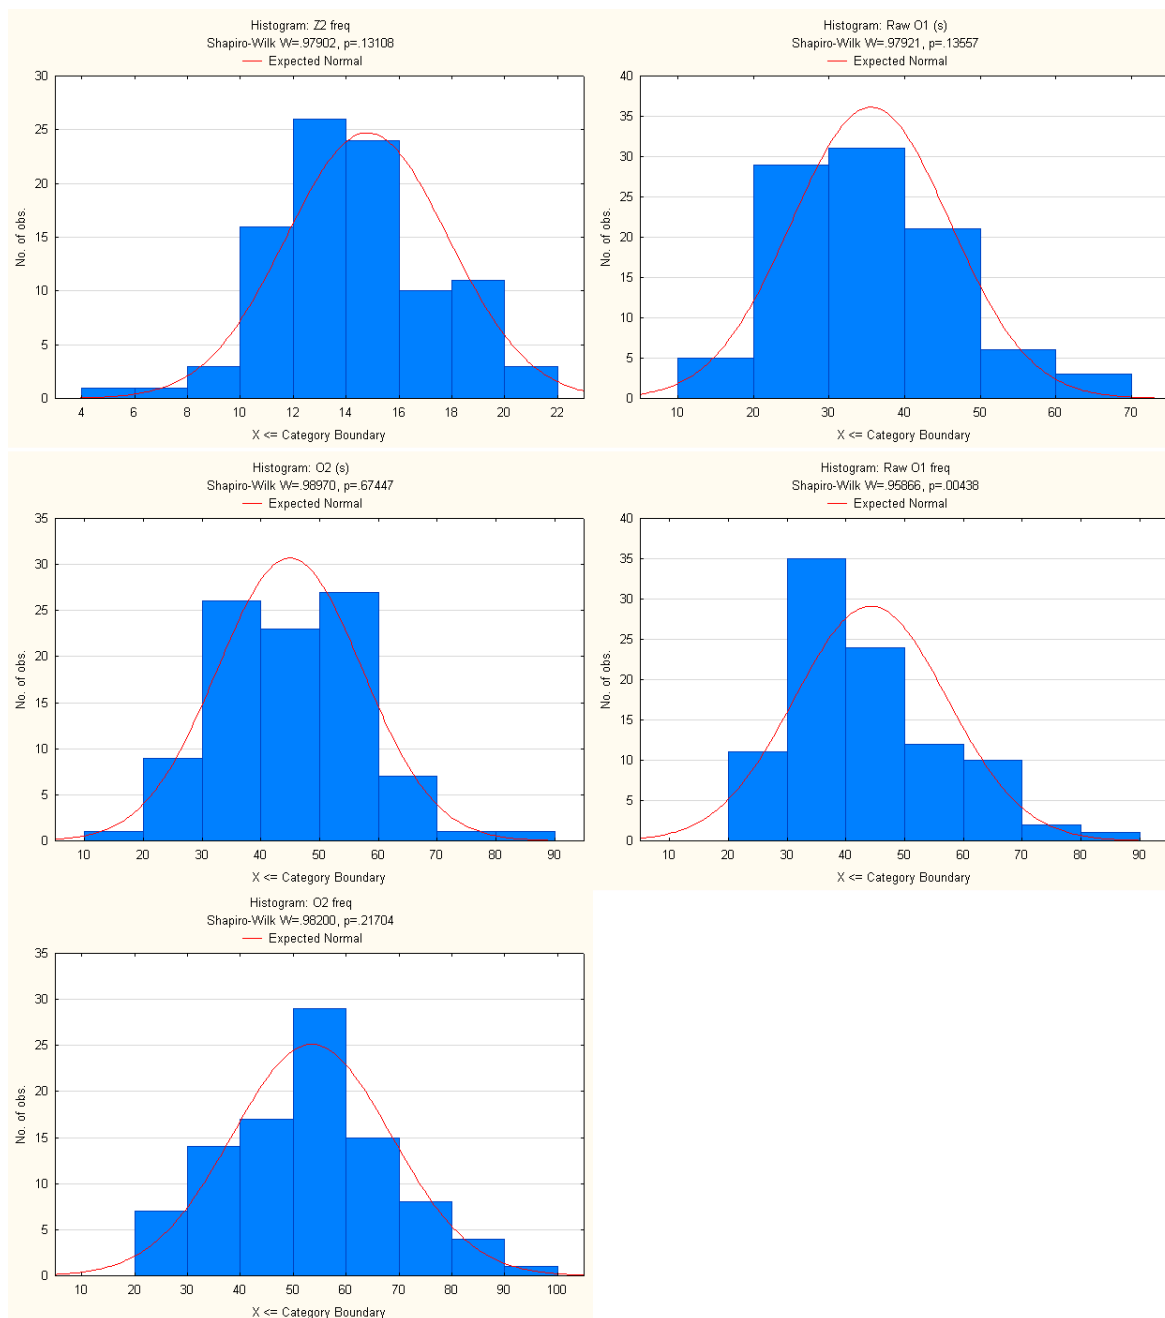 Histogram: Z2 freq
Shapiro-Wilk W=.97902, p=.13108
Expected Normal
30
25
20
15
10
5
0
No. of obs.
4 6 8 10 12 14 16 18 20 22
X <= Category Boundary
Histogram: Raw O1 (s)
Shapiro-Wilk W=.97921, p=.13557
Expected Normal
40
35
30
25
20
15
10
5
0
No. of obs.
10 20 30 40 50 60 70
X <= Category Boundary
Histogram: O2 (s)
Shapiro-Wilk W=.98970, p=.67447
Expected Normal
35
30
25
20
15
10
5
0
No. of obs.
10 20 30 40 50 60 70 80 90
X <= Category Boundary
Histogram: Raw O1 freq
Shapiro-Wilk W=.95866, p=.00438
Expected Normal
40
35
30
25
20
15
10
5
0
No. of obs.
10 20 30 40 50 60 70 80 90
X <= Category Boundary
Histogram: O2 freq
Shapiro-Wilk W=.98200, p=.21704
Expected Normal
35
30
25
20
15
10
5
0
No. of obs.
10 20 30 40 50 60 70 80 90 100
X <= Category Boundary